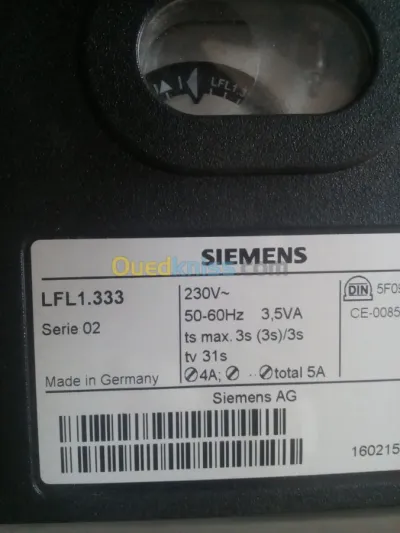 LFL1.3
SIEMENS
Ouedkniss.com
LFL1.333
Serie 02
Made in Germany
230V~
50-60Hz 3,5VA
ts max. 3s (3s)/3s
tv 31s
4A; ·· total 5A
DIN 5F09
CE-0085
Siemens AG
160215